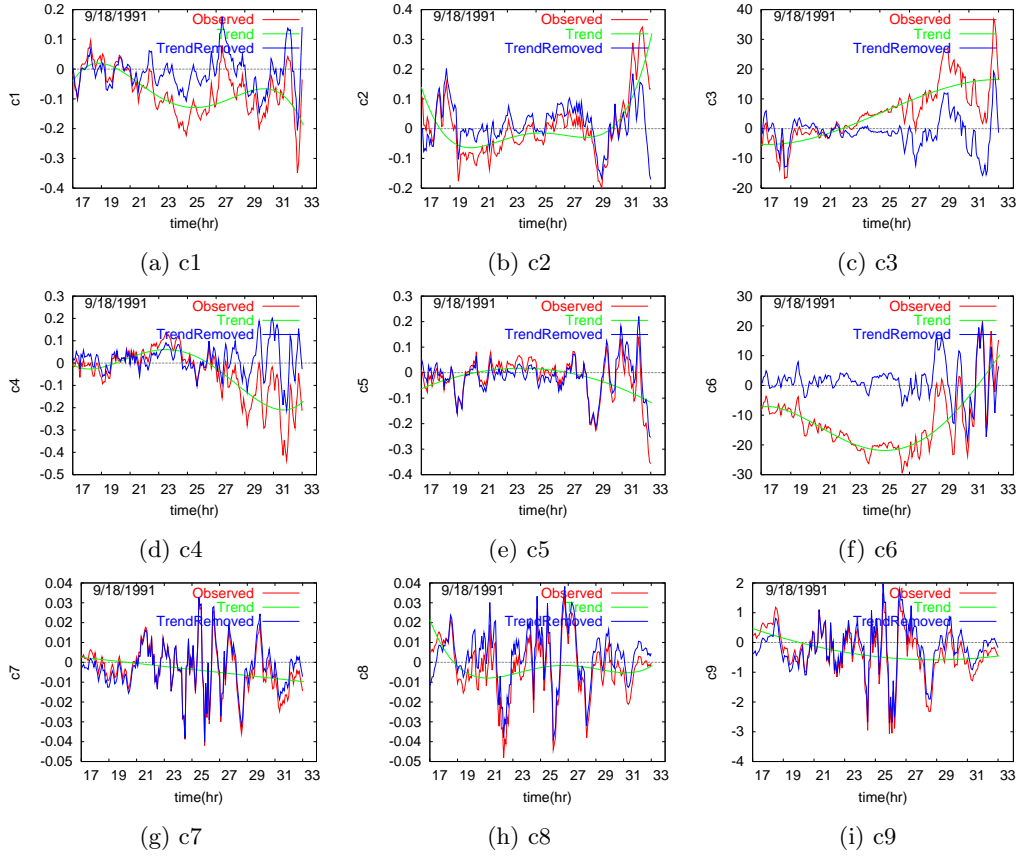 9/18/1991
Observed
Trend
TrendRemoved
0.2
0.1
0
-0.1
-0.2
-0.3
-0.4
c1
17 19 21 23 25 27 29 31 33
time(hr)
(a) c1
9/18/1991
Observed
Trend
TrendRemoved
0.4
0.3
0.2
0.1
0
-0.1
-0.2
c2
17 19 21 23 25 27 29 31 33
time(hr)
(b) c2
9/18/1991
Observed
Trend
TrendRemoved
40
30
20
10
0
-10
-20
c3
17 19 21 23 25 27 29 31 33
time(hr)
(c) c3
9/18/1991
Observed
Trend
TrendRemoved
0.3
0.2
0.1
0
-0.1
-0.2
-0.3
-0.4
-0.5
c4
17 19 21 23 25 27 29 31 33
time(hr)
(d) c4
9/18/1991
Observed
Trend
TrendRemoved
0.3
0.2
0.1
0
-0.1
-0.2
-0.3
-0.4
c5
17 19 21 23 25 27 29 31 33
time(hr)
(e) c5
9/18/1991
Observed
Trend
TrendRemoved
30
20
10
0
-10
-20
-30
c6
17 19 21 23 25 27 29 31 33
time(hr)
(f) c6
9/18/1991
Observed
Trend
TrendRemoved
0.04
0.03
0.02
0.01
0
-0.01
-0.02
-0.03
-0.04
-0.05
c7
17 19 21 23 25 27 29 31 33
time(hr)
(g) c7
9/18/1991
Observed
Trend
TrendRemoved
0.04
0.03
0.02
0.01
0
-0.01
-0.02
-0.03
-0.04
-0.05
c8
17 19 21 23 25 27 29 31 33
time(hr)
(h) c8
9/18/1991
Observed
Trend
TrendRemoved
2
1
0
-1
-2
-3
-4
c9
17 19 21 23 25 27 29 31 33
time(hr)
(i) c9